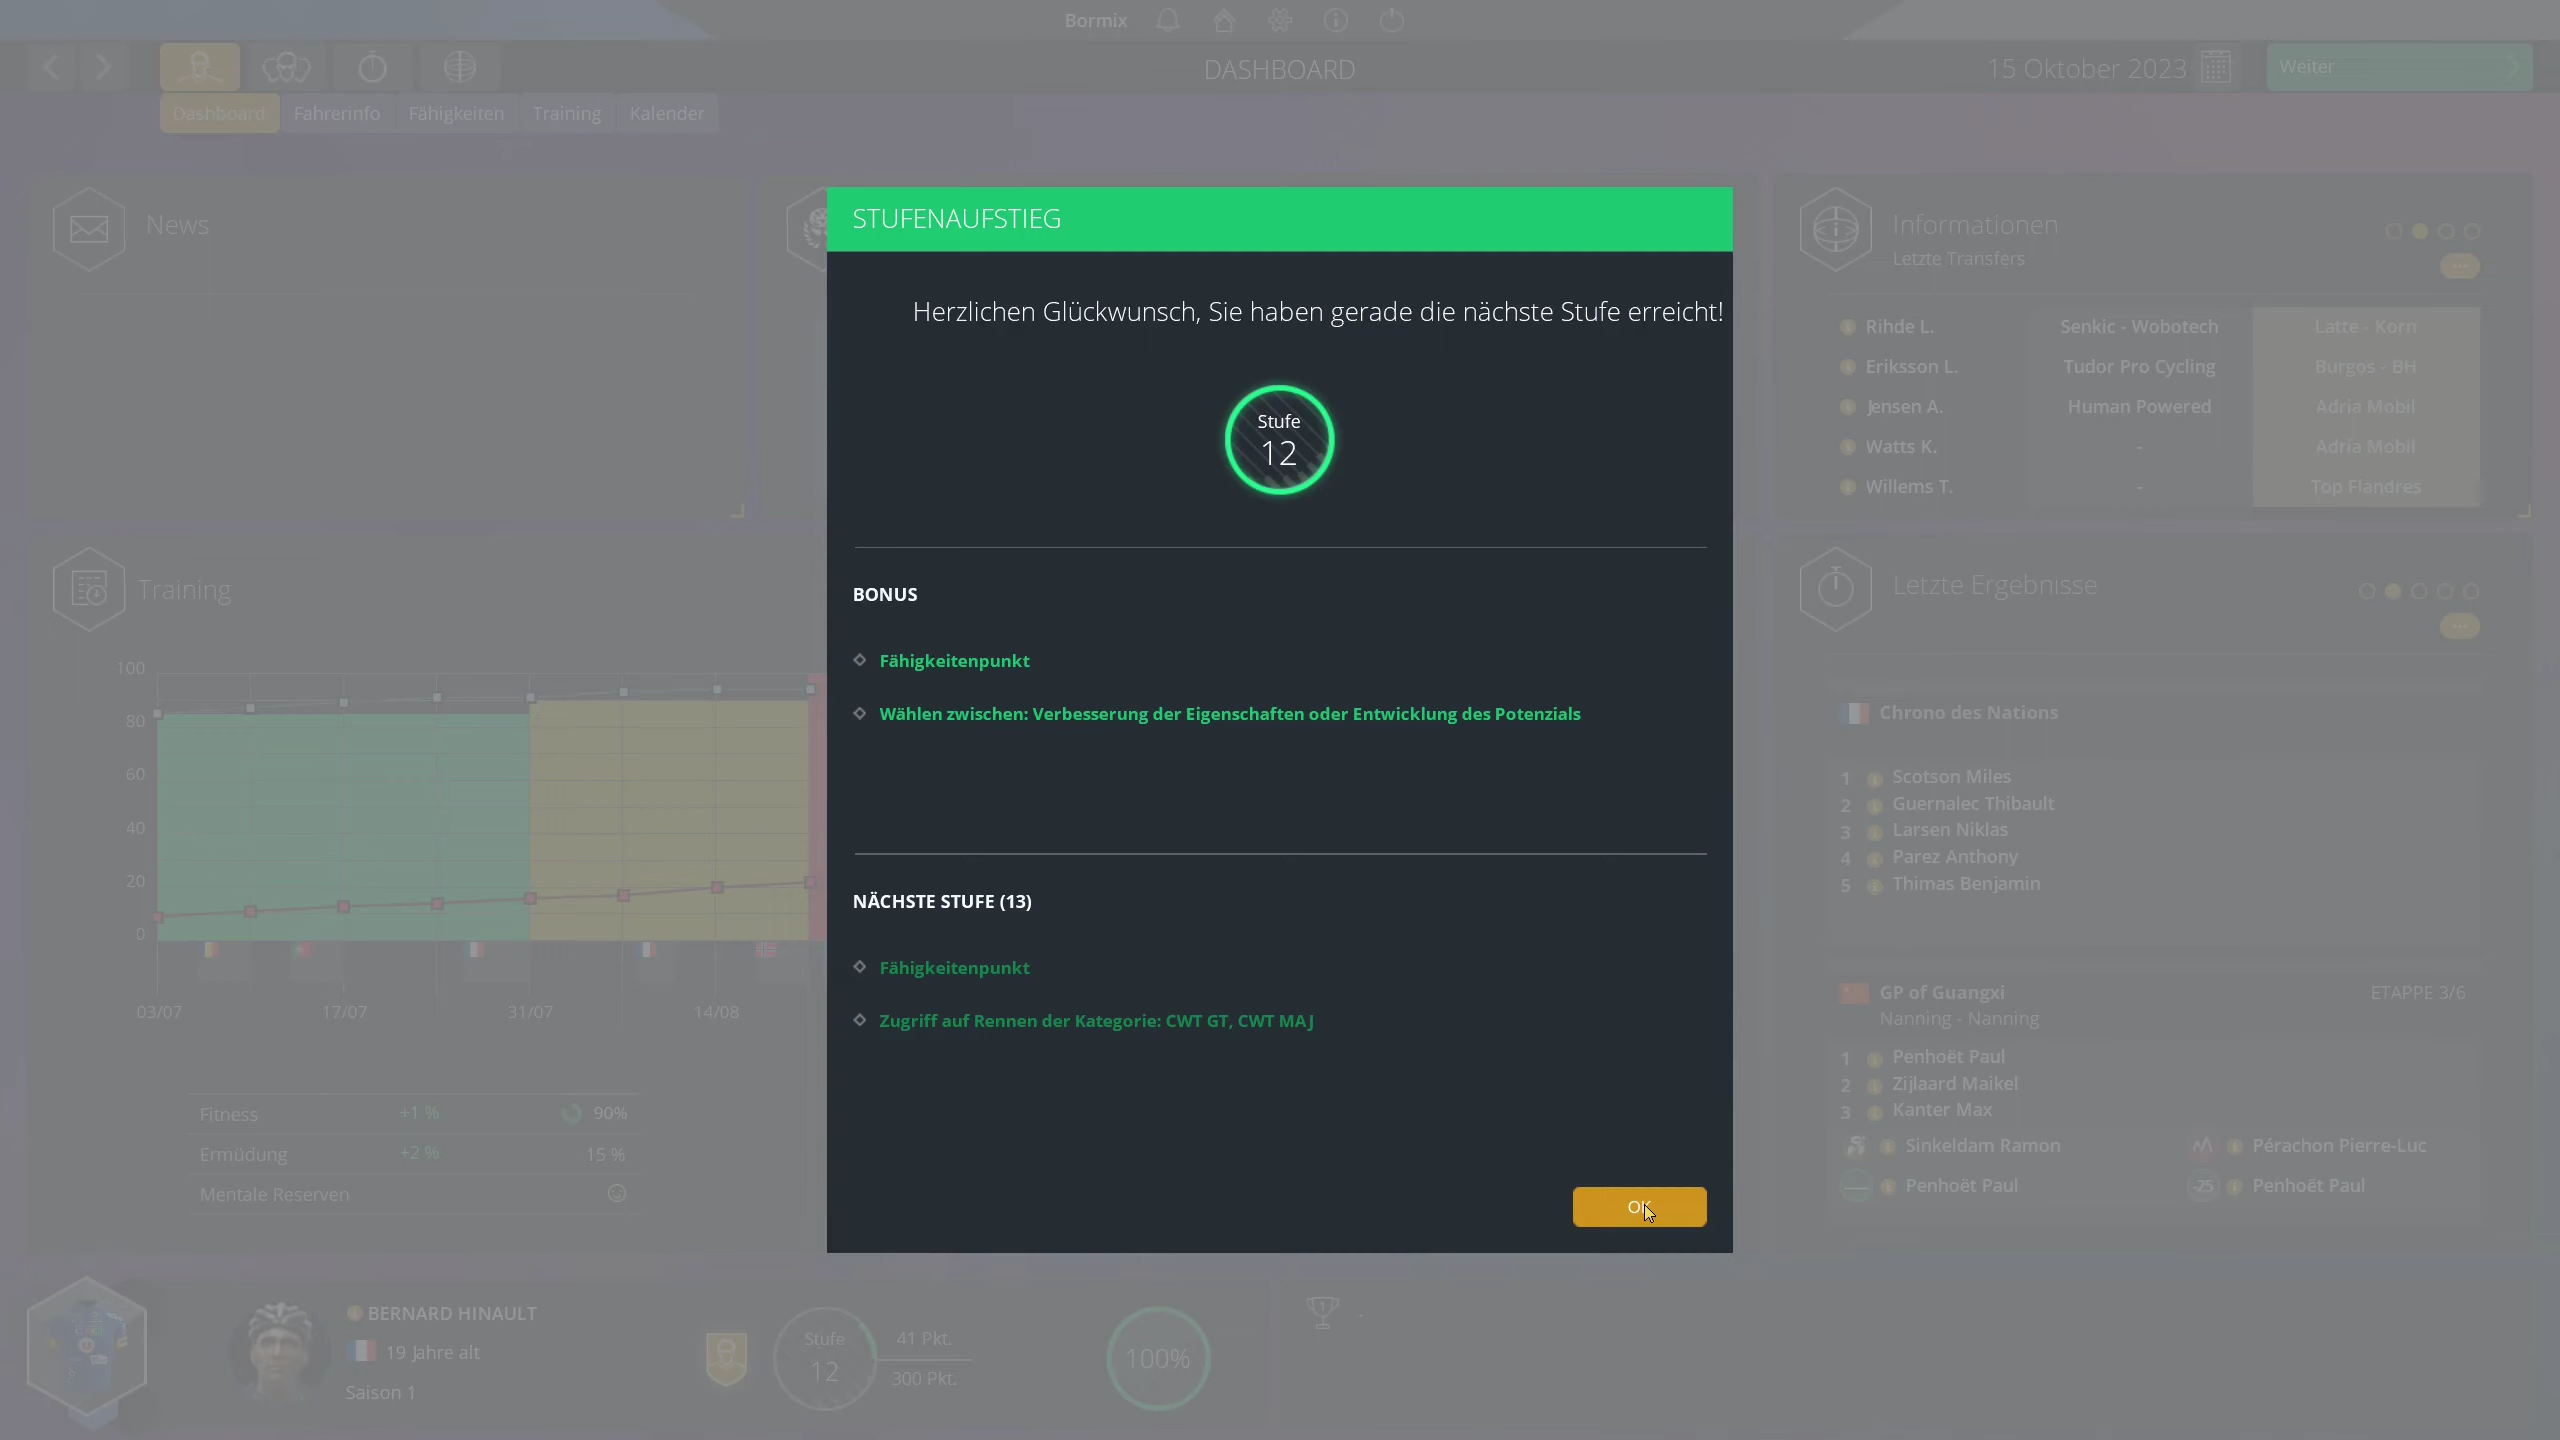 Bormix
DASHBOARD
15 Oktober 2023
Weiter
Dashboard
Fahrerinfo
Fähigkeiten
Training
Kalender
News
STUFENAUFSTIEG
Herzlichen Glückwunsch, Sie haben gerade die nächste Stufe erreicht!
Stufe
12
BONUS
Fähigkeitenpunkt
Wählen zwischen: Verbesserung der Eigenschaften oder Entwicklung des Potenzials
NÄCHSTE STUFE (13)
Fähigkeitenpunkt
Zugriff auf Rennen der Kategorie: CWT GT, CWT MAJ
OK
Informationen
Letzte Transfers
Rihde L. Senkic - Wobotech Latte - Korn
Eriksson L. Tudor Pro Cycling Burgos - BH
Jensen A. Human Powered Adria Mobil
Watts K. - Adria Mobil
Willems T. - Top Flandres
Training
100
80
60
40
20
0
03/07 17/07 31/07 14/08
Fitness +1 % 90%
Ermüdung +2 % 15 %
Mentale Reserven
Letzte Ergebnisse
Chrono des Nations
1 Scotson Miles
2 Guernalec Thibault
3 Larsen Niklas
4 Parez Anthony
5 Thimas Benjamin
GP of Guangxi ETAPPE 3/6
Nanning - Nanning
1 Penhoët Paul
2 Zijlaard Maikel
3 Kanter Max
Sinkeldam Ramon Pérachon Pierre-Luc
Penhoët Paul -25 Penhoët Paul
BERNARD HINAULT
19 Jahre alt
Saison 1
Stufe
12
41 Pkt.
300 Pkt.
100%
1 -